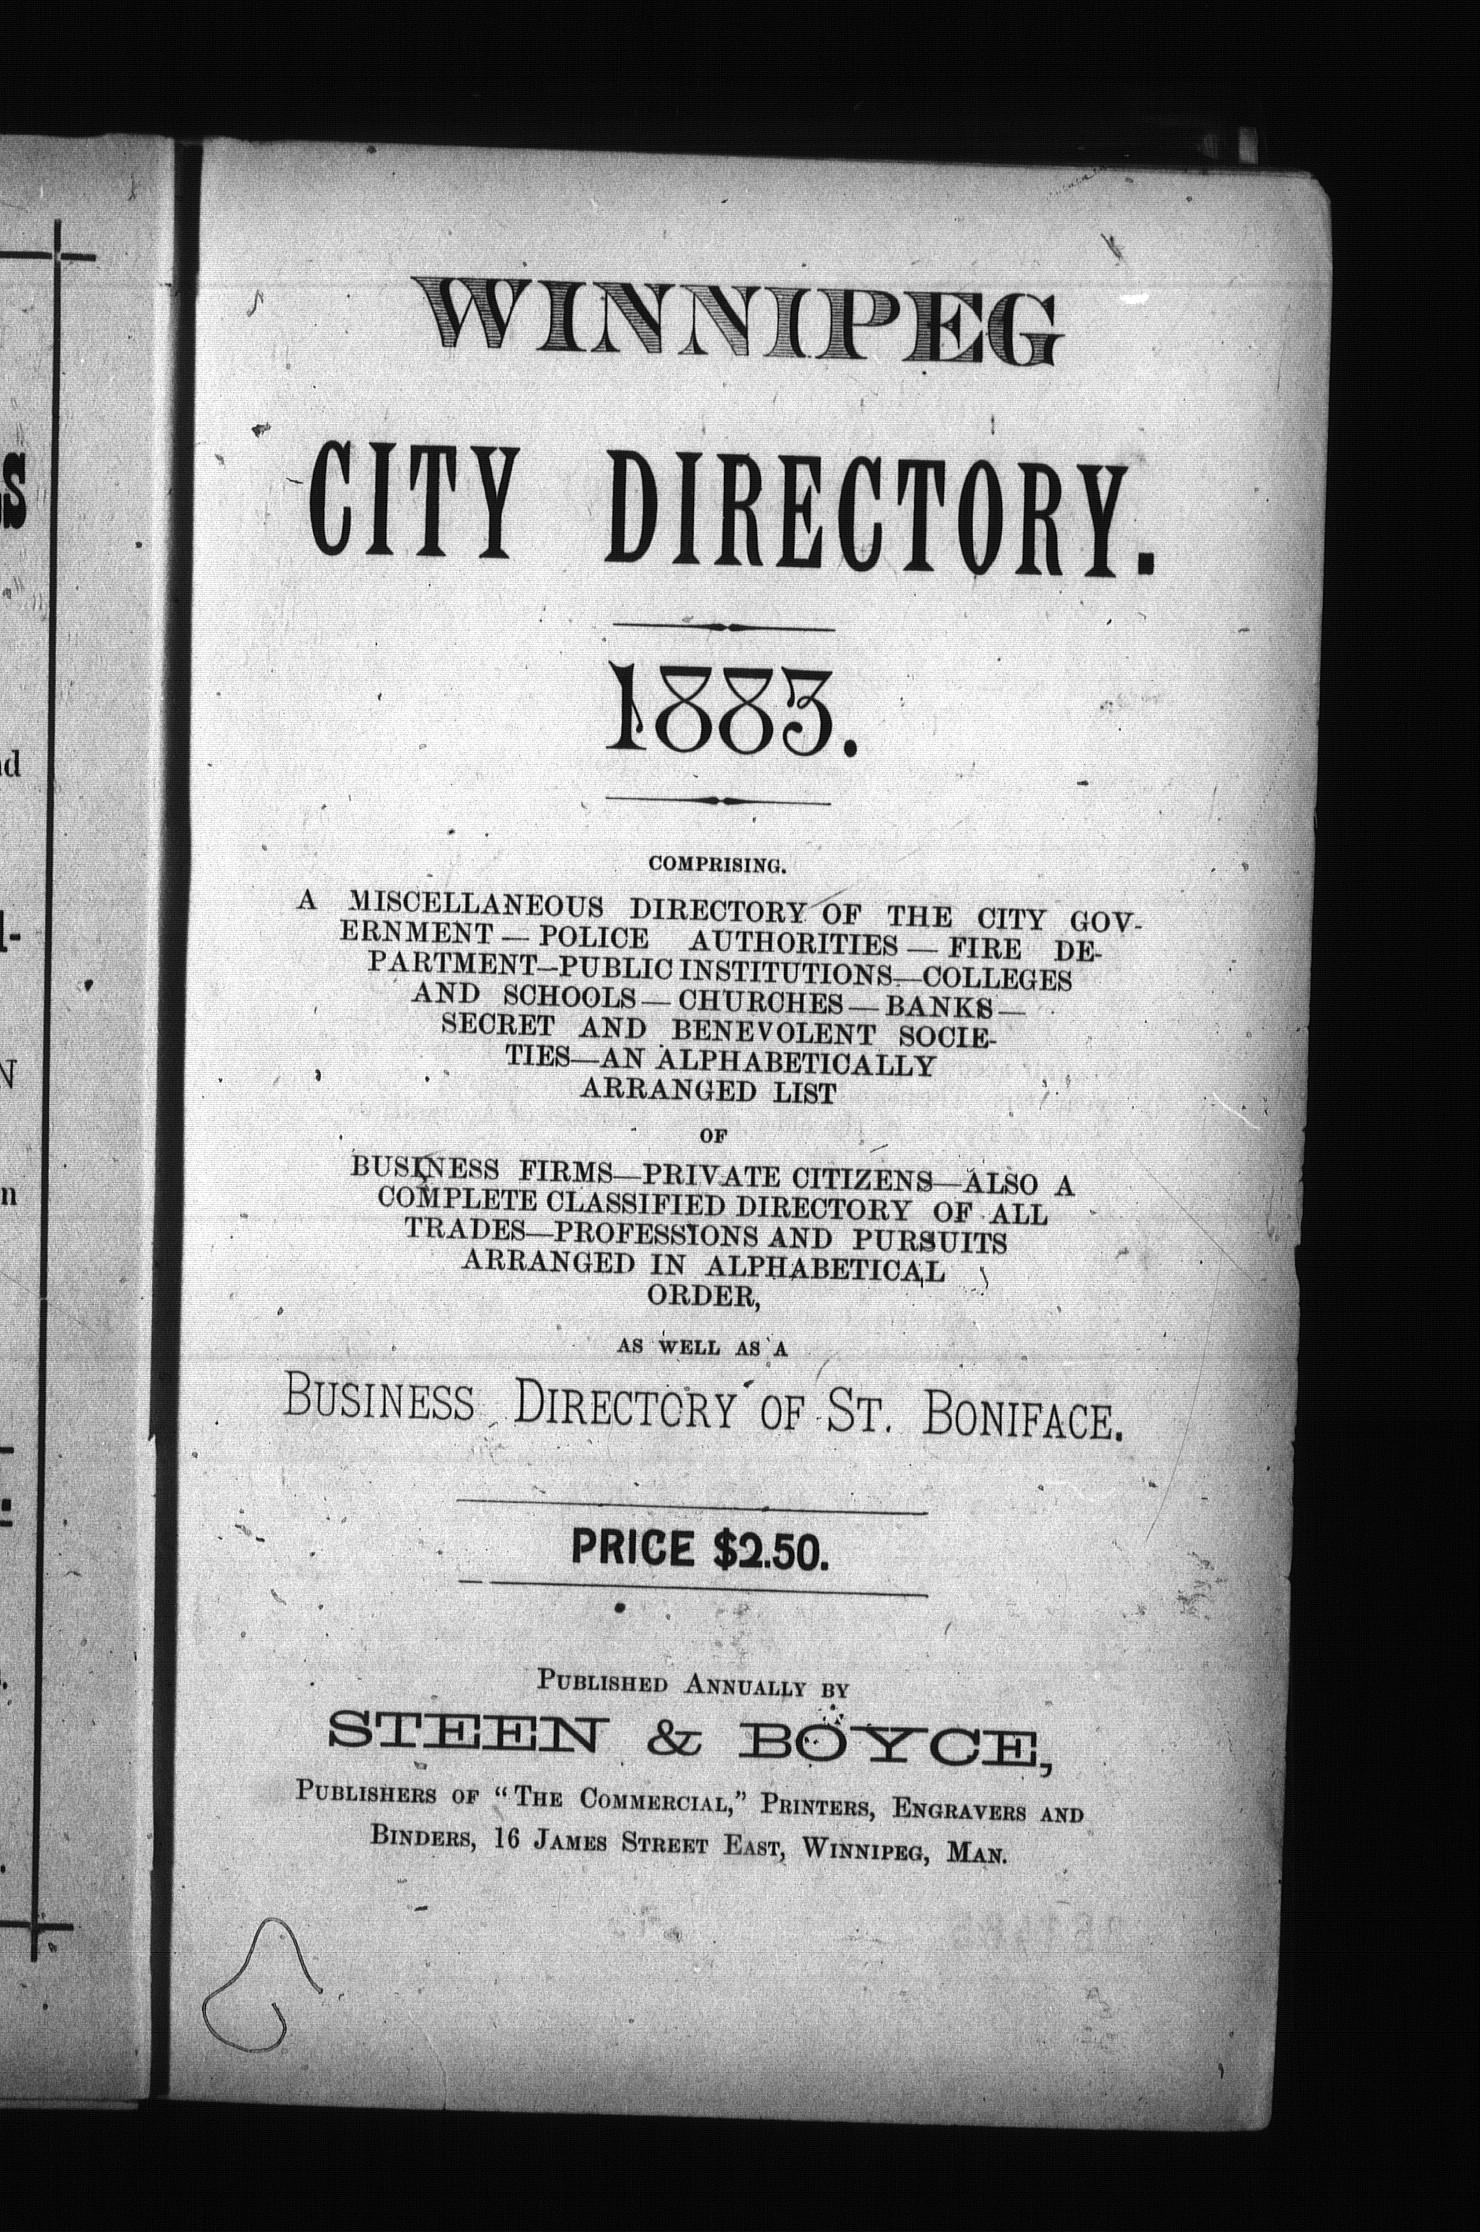 WINNIPEG
CITY DIRECTORY.
1883.
COMPRISING.
A MISCELLANEOUS DIRECTORY OF THE CITY GOV-
ERNMENT — POLICE AUTHORITIES — FIRE DE-
PARTMENT—PUBLIC INSTITUTIONS—COLLEGES
AND SCHOOLS — CHURCHES — BANKS —
SECRET AND BENEVOLENT SOCIE-
TIES—AN ALPHABETICALLY
ARRANGED LIST
OF
BUSINESS FIRMS—PRIVATE CITIZENS—ALSO A
COMPLETE CLASSIFIED DIRECTORY OF ALL
TRADES—PROFESSIONS AND PURSUITS
ARRANGED IN ALPHABETICAL
ORDER,
AS WELL AS A
BUSINESS DIRECTORY OF ST. BONIFACE.
PRICE $2.50.
PUBLISHED ANNUALLY BY
STEEN & BOYCE,
PUBLISHERS OF "THE COMMERCIAL," PRINTERS, ENGRAVERS AND
BINDERS, 16 JAMES STREET EAST, WINNIPEG, MAN.